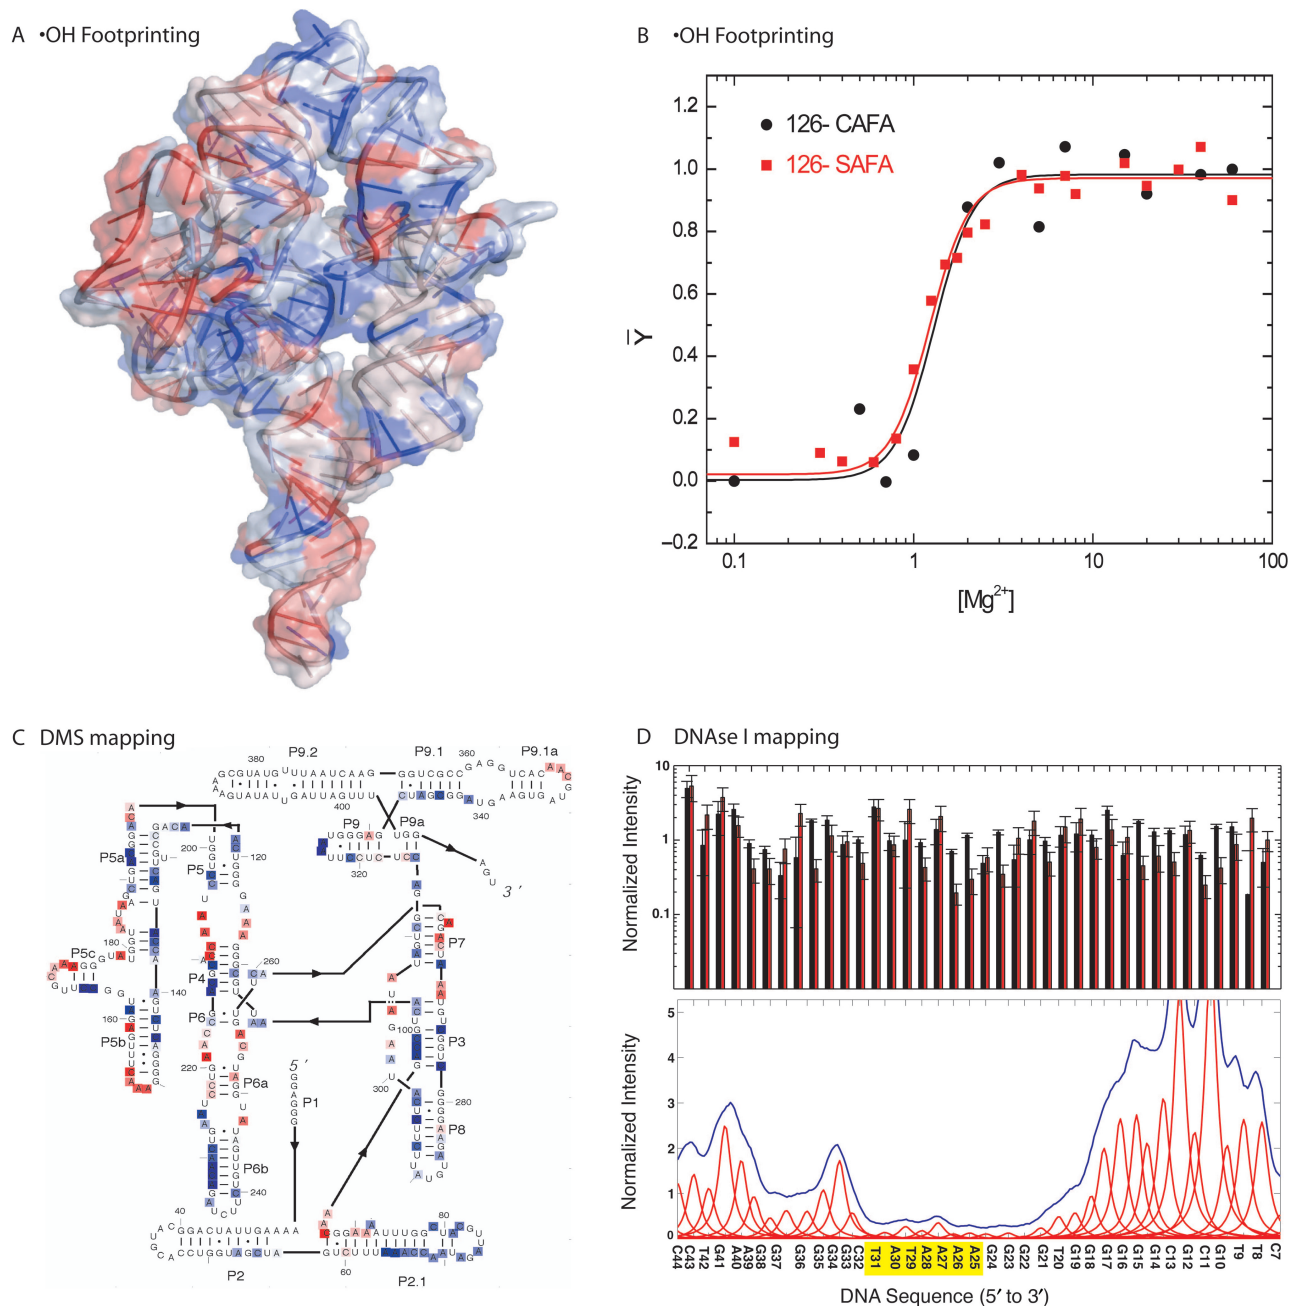 A •OH Footprinting
B •OH Footprinting
1.2
1.0
0.8
0.6
0.4
0.2
0.0
−0.2
Y
126- CAFA
126- SAFA
0.1 1 10 100
[Mg2+]
C DMS mapping
380 P9.2 P9.1 360 P9.1a
400 340
P9 P9a
320
3′
P5a 200 P5 120
180
P5c
P4 260
140
160
P5b
P6
P7
100 P3
220
P6a
5′
P1
300
280
P8
P6b
240
40
P2
60
P2.1
80
D DNAse I mapping
Normalized Intensity
10
1
0.1
Normalized Intensity
5
4
3
2
1
0
C44 C43 T42 G41 A40 A39 G38 G37 G36 G35 G34 G33 C32 T31 A30 T29 A28 A27 A26 A25 G24 G23 G22 G21 T20 G19 G18 G17 G16 G15 G14 C13 G12 C11 G10 T9 T8 C7
DNA Sequence (5′ to 3′)